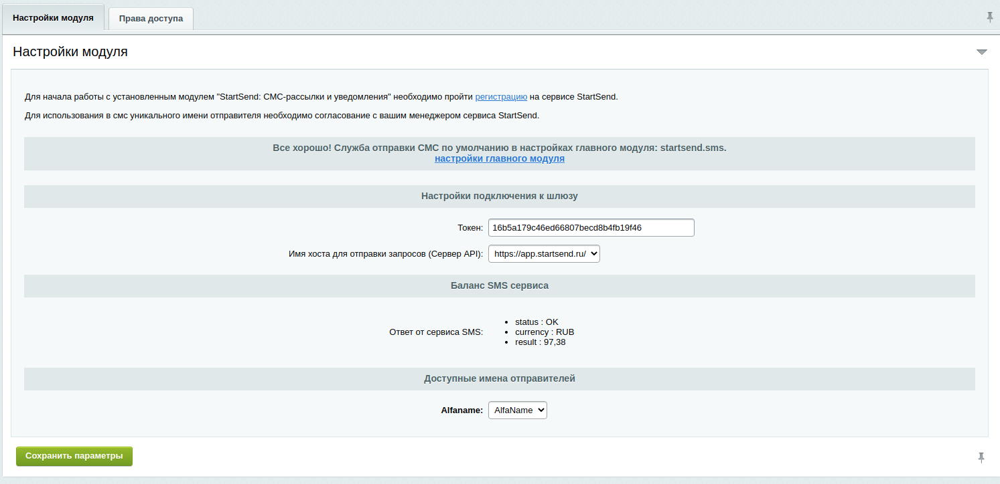 Настройки модуля
Права доступа
Настройки модуля
Для начала работы с установленным модулем "StartSend: СМС-рассылки и уведомления" необходимо пройти регистрацию на сервисе StartSend.
Для использования в смс уникального имени отправителя необходимо согласование с вашим менеджером сервиса StartSend.
Все хорошо! Служба отправки СМС по умолчанию в настройках главного модуля: startsend.sms.
настройки главного модуля
Настройки подключения к шлюзу
Токен: 16b5a179c46ed66807becd8b4fb19f46
Имя хоста для отправки запросов (Сервер API): https://app.startsend.ru/
Баланс SMS сервиса
Ответ от сервиса SMS:
status : OK
currency : RUB
result : 97,38
Доступные имена отправителей
Alfaname: AlfaName
Сохранить параметры